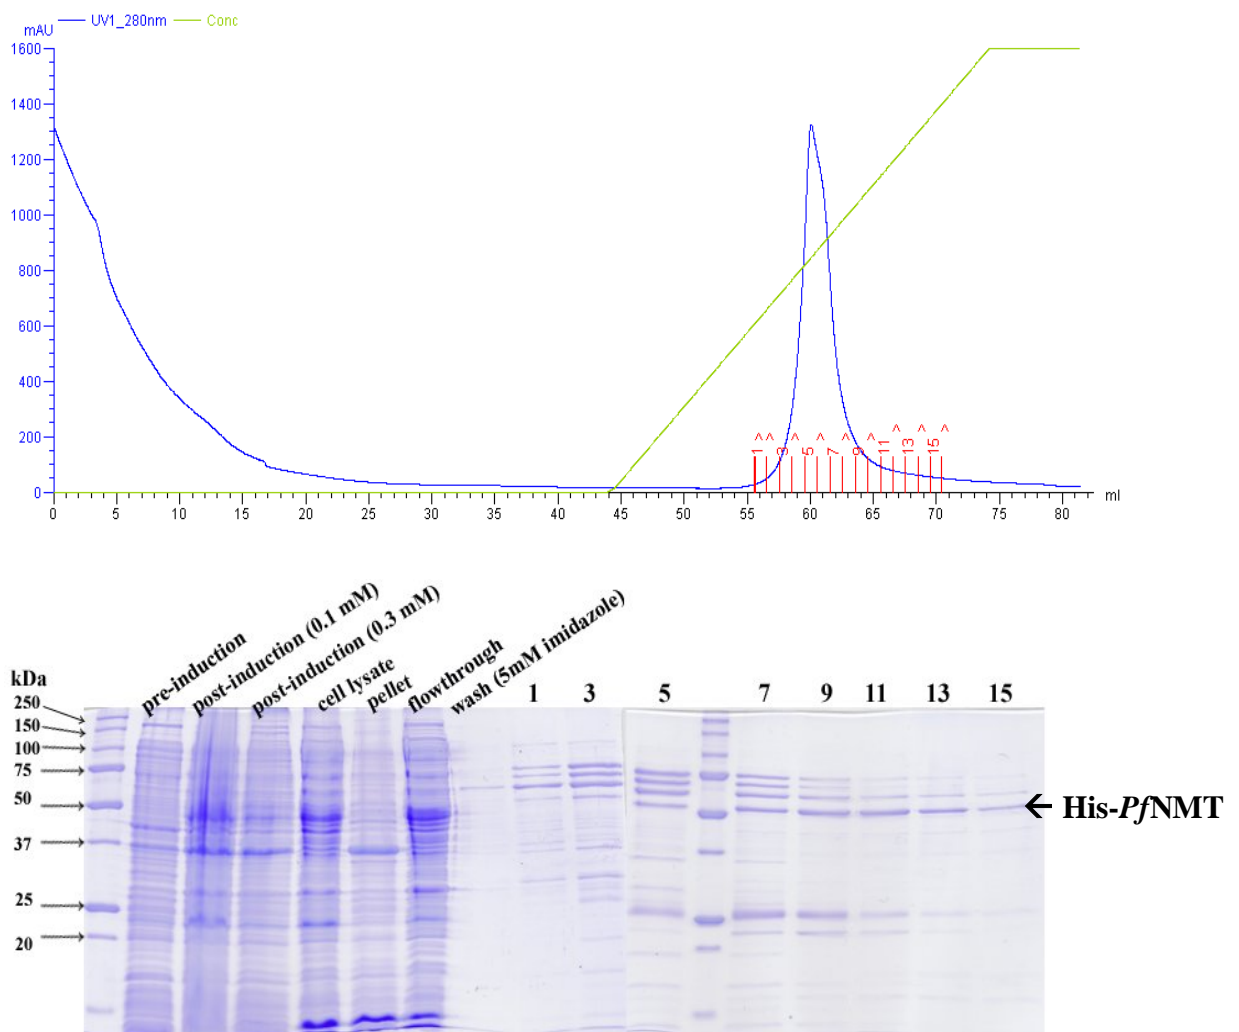 mAU
UV1_280nm
Conc
1600
1400
1200
1000
800
600
400
200
0
1 3 5 7 9 11 13 15
0 5 10 15 20 25 30 35 40 45 50 55 60 65 70 75 80
ml
kDa
pre-induction
post-induction (0.1 mM)
post-induction (0.3 mM)
cell lysate
pellet
flowthrough
wash (5mM imidazole)
1 3 5 7 9 11 13 15
250
150
100
75
50
37
25
20
His-PfNMT